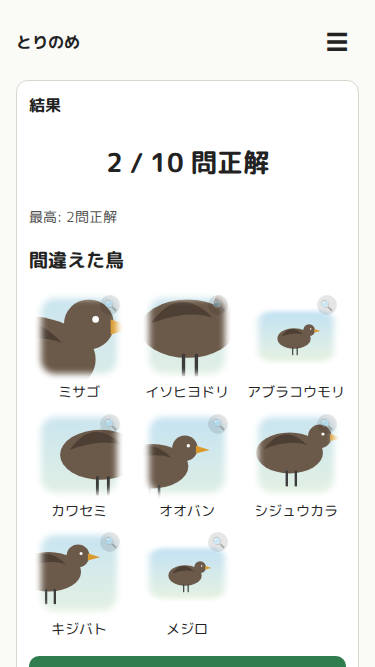 とりのめ
結果
2 / 10 問正解
最高: 2問正解
間違えた鳥
ミサゴ イソヒヨドリ アブラコウモリ
カワセミ オオバン シジュウカラ
キジバト メジロ